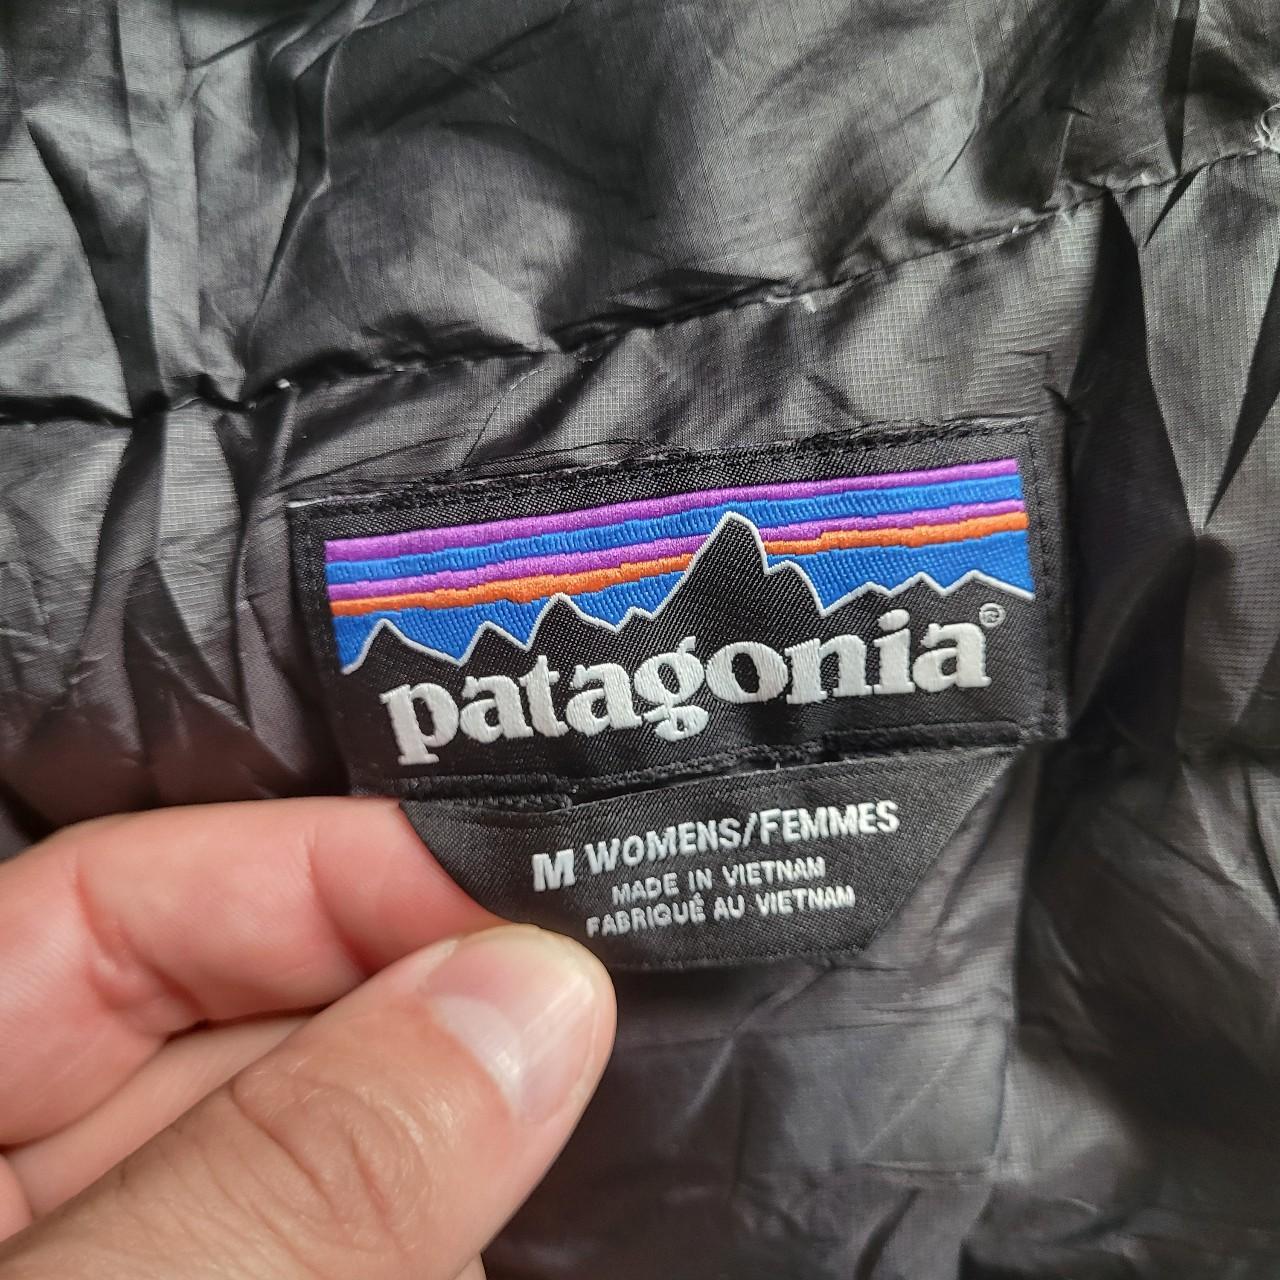 patagonia®
M WOMENS/FEMMES
MADE IN VIETNAM
FABRIQUÉ AU VIETNAM